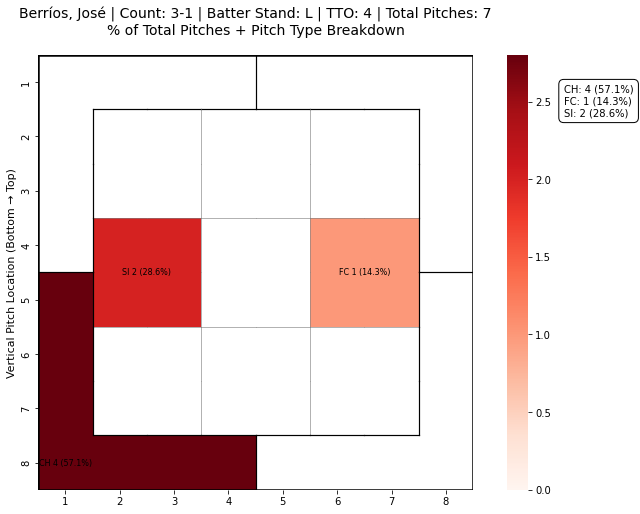 Berríos, José | Count: 3-1 | Batter Stand: L | TTO: 4 | Total Pitches: 7
% of Total Pitches + Pitch Type Breakdown
CH: 4 (57.1%)
FC: 1 (14.3%)
SI: 2 (28.6%)
Vertical Pitch Location (Bottom → Top)
1
2
3
4
5
6
7
8
SI 2 (28.6%)
FC 1 (14.3%)
CH 4 (57.1%)
1 2 3 4 5 6 7 8
2.5
2.0
1.5
1.0
0.5
0.0